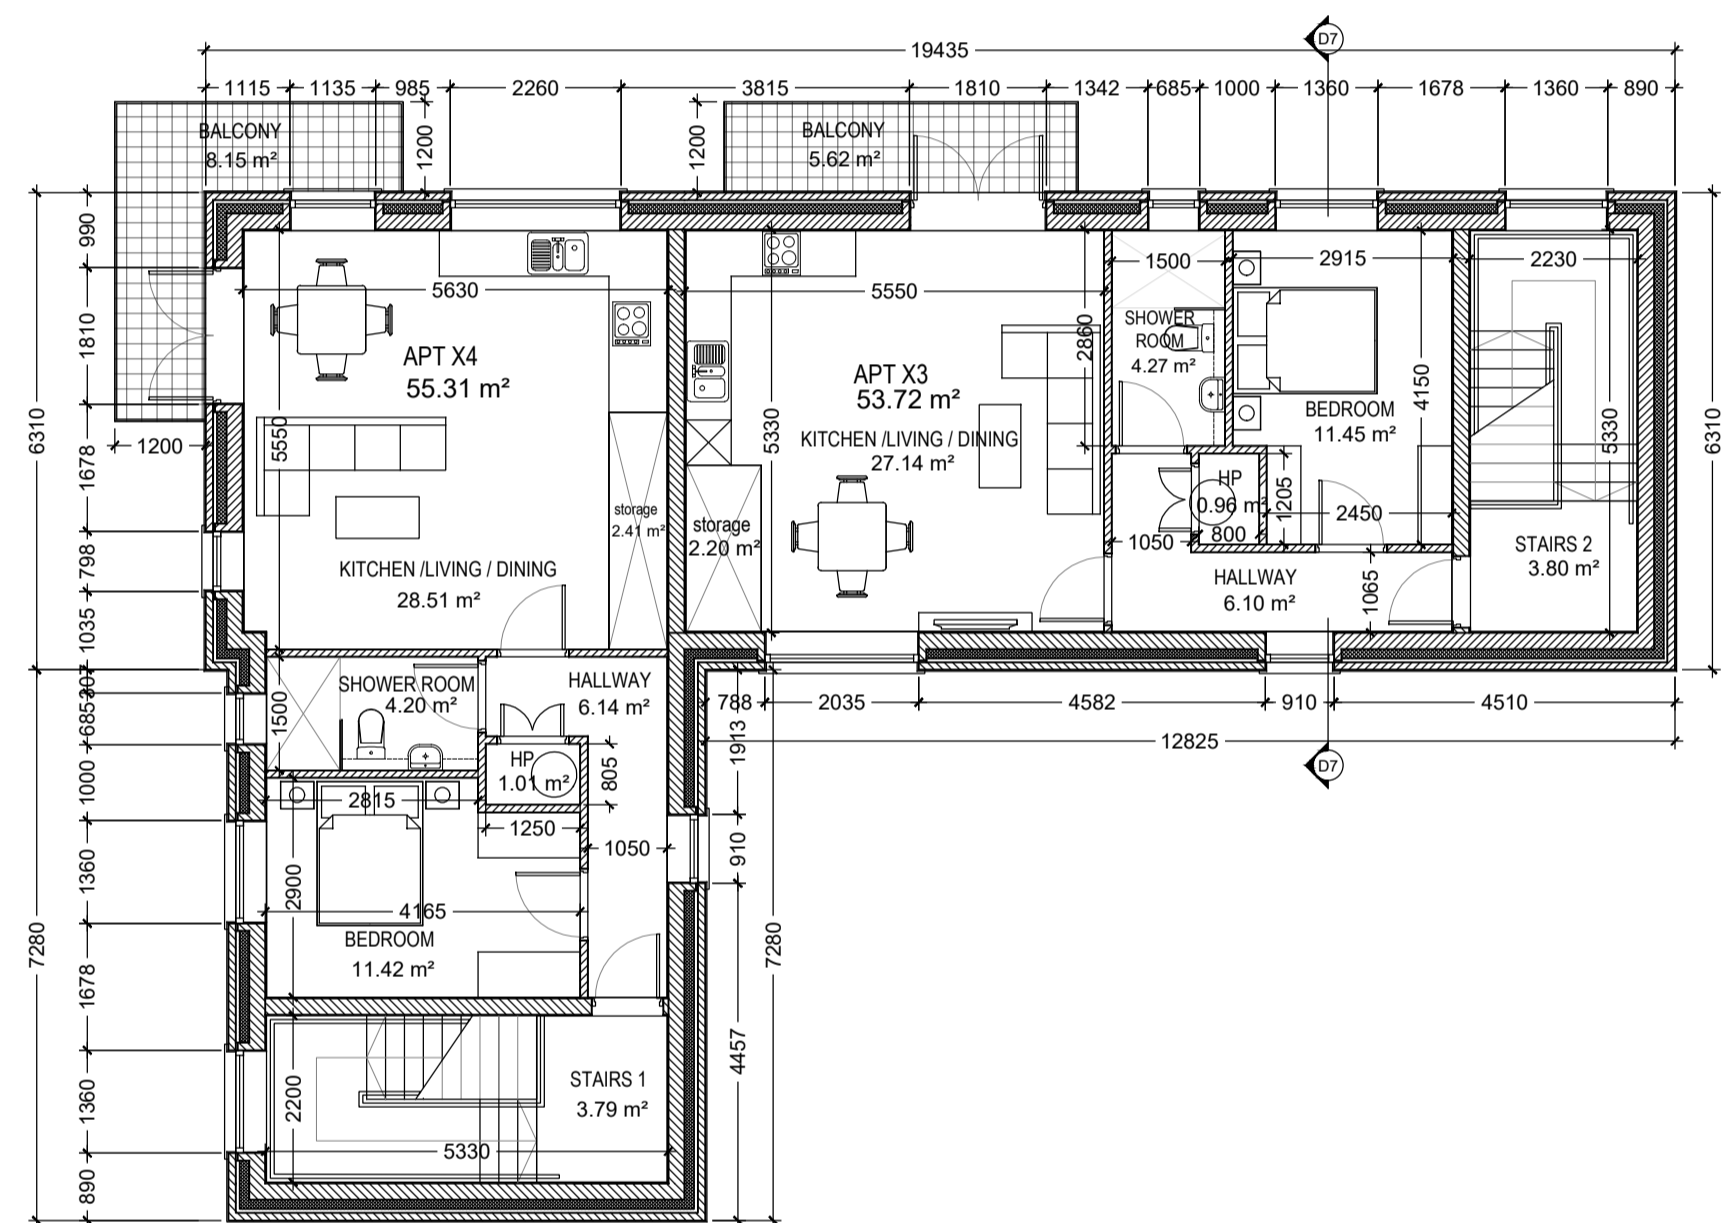 D7
19435
1115 1135 985 2260 3815 1810 1342 685 1000 1360 1678 1360 890
BALCONY
8.15 m²
1200
1200
BALCONY
5.62 m²
990
1810
1678
798
1035
307
685
1000
1360
1678
1360
890
6310
7280
1200
5630
5550
APT X4
55.31 m²
KITCHEN /LIVING / DINING
28.51 m²
storage
2.41 m²
5550
5330
APT X3
53.72 m²
KITCHEN /LIVING / DINING
27.14 m²
storage
2.20 m²
1500
2860
SHOWER
ROOM
4.27 m²
2915
4150
BEDROOM
11.45 m²
HP
0.96 m²
800
1205
2450
1050
HALLWAY
6.10 m²
1065
2230
5330
STAIRS 2
3.80 m²
6310
788 2035 4582 910 4510
12825
D7
1500
SHOWER ROOM
4.20 m²
HALLWAY
6.14 m²
HP
1.01 m²
805
1250
1050
2815
2900
4165
BEDROOM
11.42 m²
1913
910
4457
7280
STAIRS 1
3.79 m²
2200
5330